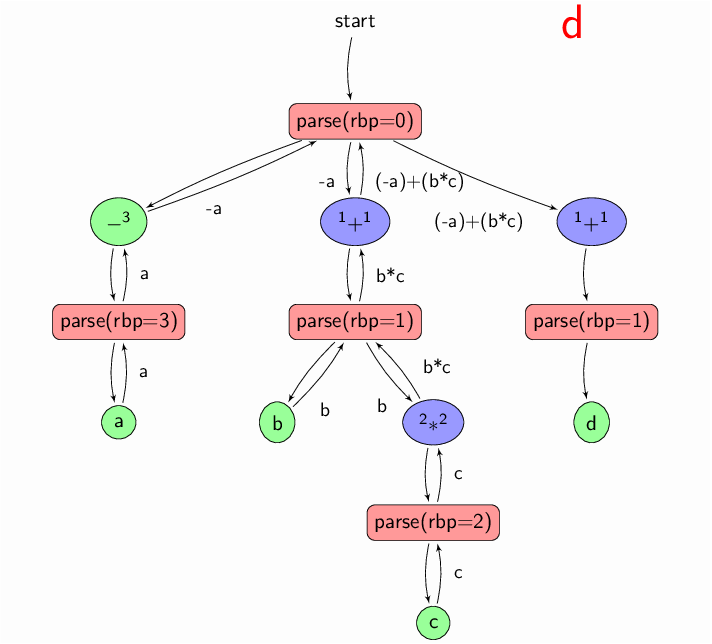 start
d
parse(rbp=0)
-a
-a
(-a)+(b*c)
(-a)+(b*c)
−³
¹+¹
¹+¹
a
b*c
parse(rbp=3)
parse(rbp=1)
parse(rbp=1)
a
b
b
b*c
a
b
²*²
d
c
parse(rbp=2)
c
c